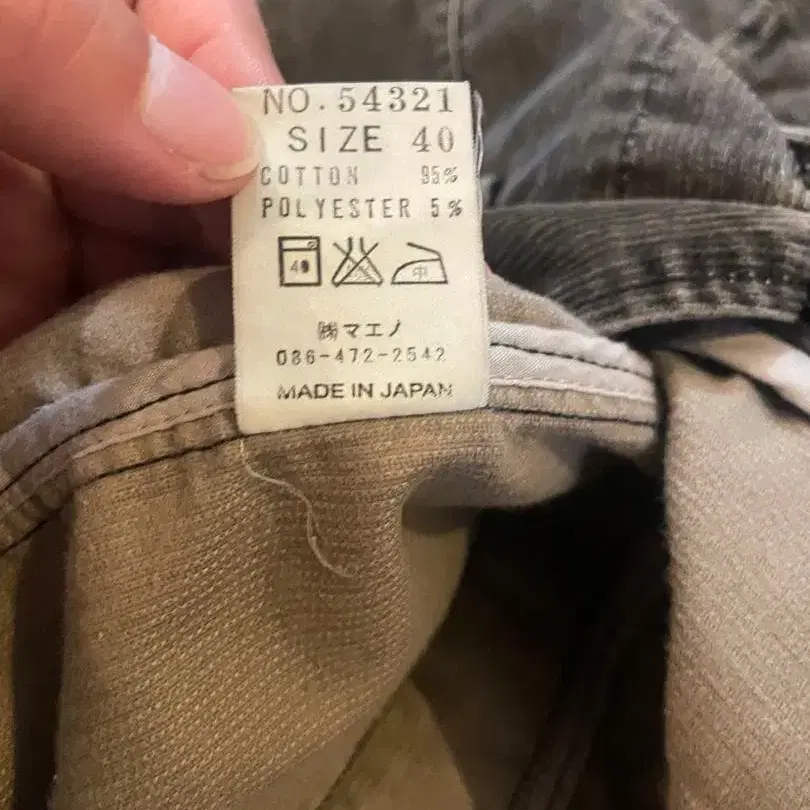 NO.54321
SIZE 40
COTTON 95%
POLYESTER 5%
40 中
㈱マエノ
086-472-2542
MADE IN JAPAN